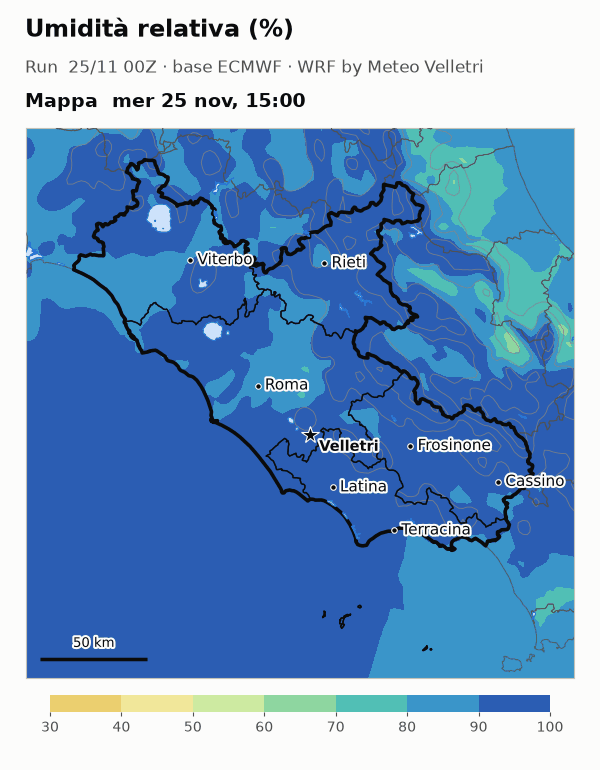 Umidità relativa (%)
Run  25/11 00Z · base ECMWF · WRF by Meteo Velletri
Mappa  mer 25 nov, 15:00
Viterbo
Rieti
Roma
Velletri
Frosinone
Cassino
Latina
Terracina
50 km
30 40 50 60 70 80 90 100